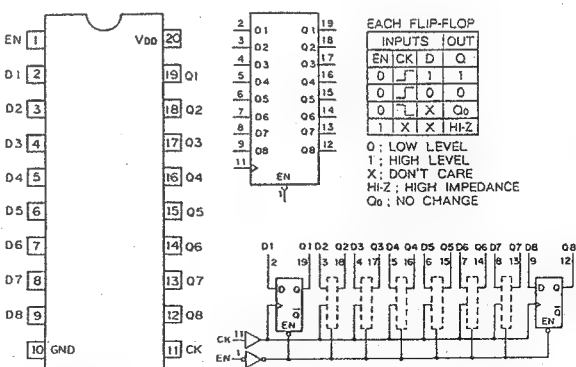 EN 1
VDD 20
D1 2
19 Q1
D2 3
18 Q2
D3 4
17 Q3
D4 5
16 Q4
D5 6
15 Q5
D6 7
14 Q6
D7 8
13 Q7
D8 9
12 Q8
10 GND
11 CK
2 D1 Q1 19
3 D2 Q2 18
4 D3 Q3 17
5 D4 Q4 16
6 D5 Q5 15
7 D6 Q6 14
8 D7 Q7 13
9 D8 Q8 12
11
EN
1
EACH FLIP-FLOP
INPUTS OUT
EN CK D Q
0 1 1
0 0 0
0 X Qo
1 X X HI-Z
0 ; LOW LEVEL
1 ; HIGH LEVEL
X ; DON'T CARE
HI-Z ; HIGH IMPEDANCE
Qo ; NO CHANGE
D1 Q1 D2 Q2 D3 Q3 D4 Q4 D5 Q5 D6 Q6 D7 Q7 D8 Q8
2 19 3 18 4 17 5 16 6 15 7 14 8 13 9 12
D Q
Q̅
EN
D Q
Q̅
EN
CK 11
EN 1